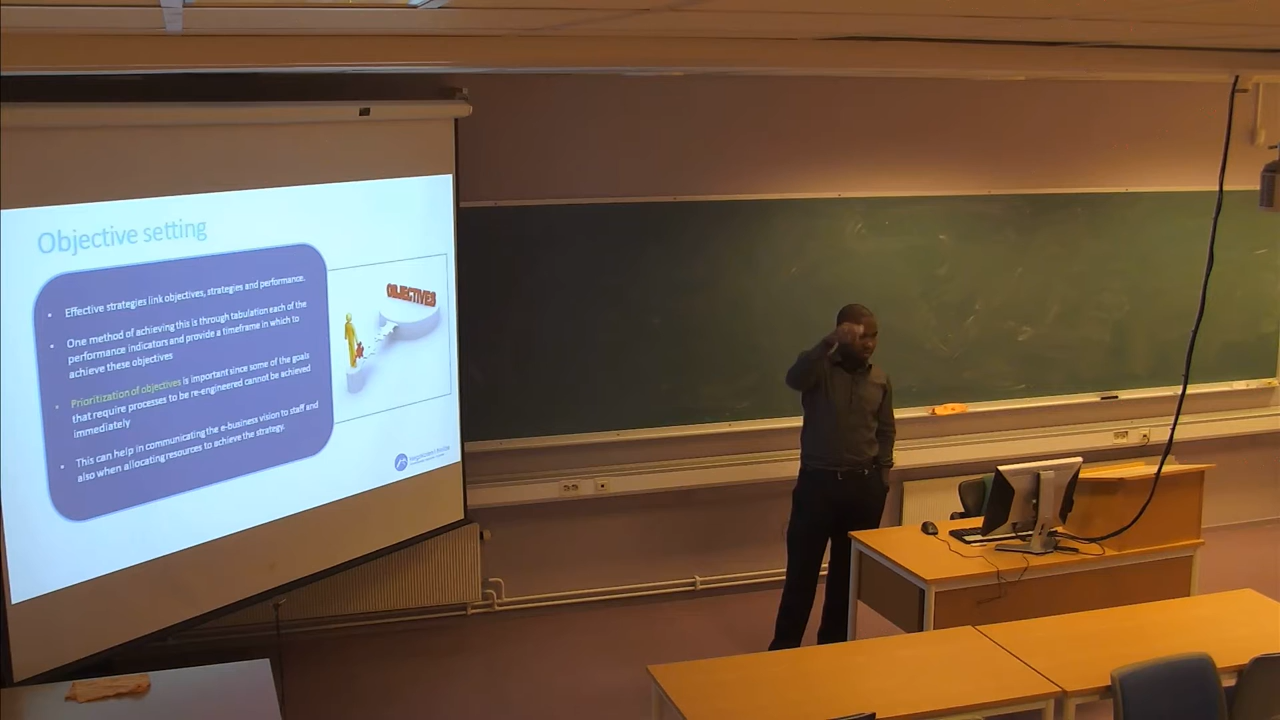 Objective setting
Effective strategies link objectives, strategies and performance.
One method of achieving this is through tabulation each of the
performance indicators and provide a timeframe in which to
achieve these objectives
Prioritization of objectives is important since some of the goals
that require processes to be re-engineered cannot be achieved
immediately
This can help in communicating the e-business vision to staff and
also when allocating resources to achieve the strategy.
OBJECTIVES